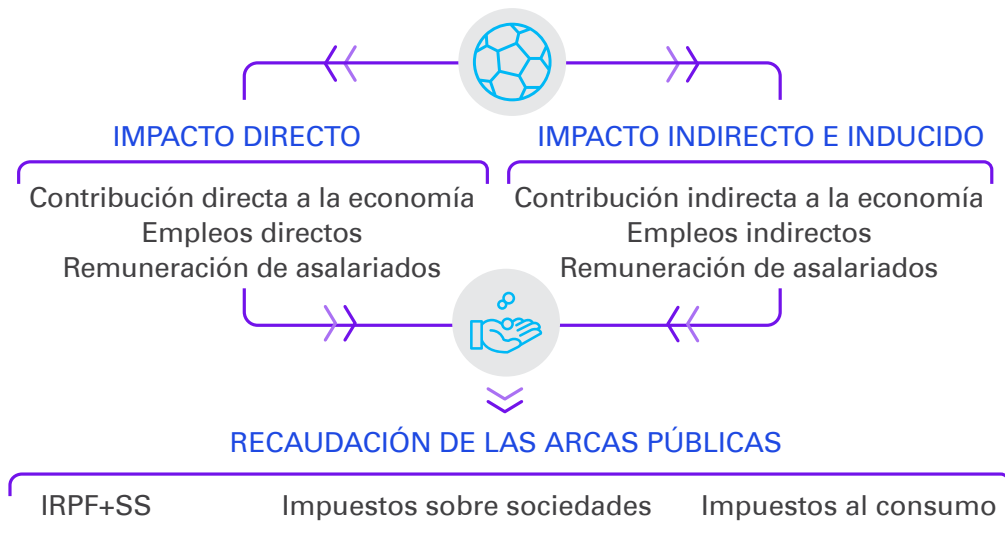 IMPACTO DIRECTO
Contribución directa a la economía
Empleos directos
Remuneración de asalariados
IMPACTO INDIRECTO E INDUCIDO
Contribución indirecta a la economía
Empleos indirectos
Remuneración de asalariados
RECAUDACIÓN DE LAS ARCAS PÚBLICAS
IRPF+SS
Impuestos sobre sociedades
Impuestos al consumo